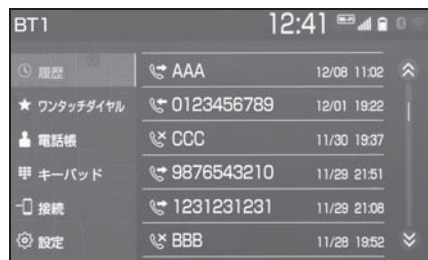 BT1 12:41
履歴
AAA 12/08 11:02
ワンタッチダイヤル
0123456789 12/01 19:22
電話帳
CCC 11/30 19:37
キーパッド
9876543210 11/29 21:51
接続
1231231231 11/29 21:08
設定
BBB 11/28 19:52